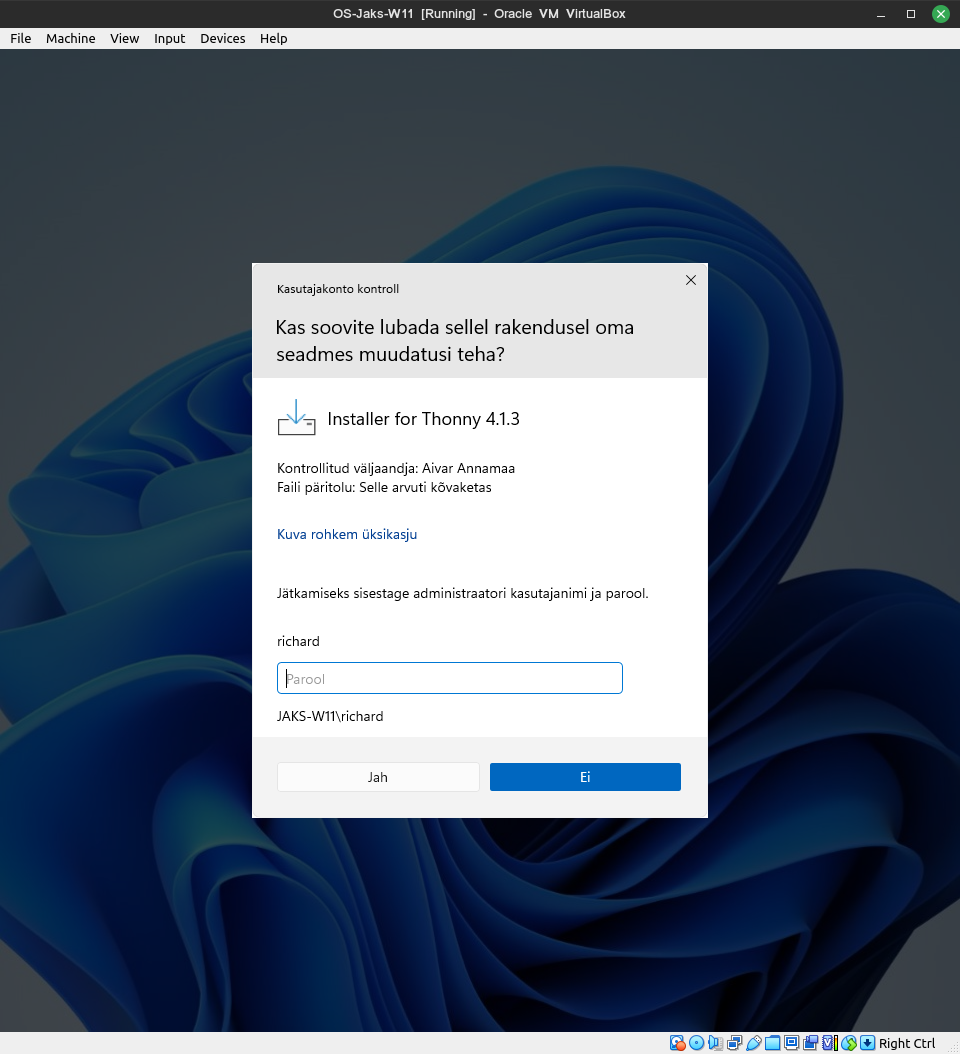 OS-Jaks-W11 [Running] - Oracle VM VirtualBox
File Machine View Input Devices Help
Kasutajakonto kontroll
Kas soovite lubada sellel rakendusel oma
seadmes muudatusi teha?
Installer for Thonny 4.1.3
Kontrollitud väljaandja: Aivar Annamaa
Faili päritolu: Selle arvuti kõvaketas
Kuva rohkem üksikasju
Jätkamiseks sisestage administraatori kasutajanimi ja parool.
richard
Parool
JAKS-W11\richard
Jah Ei
Right Ctrl